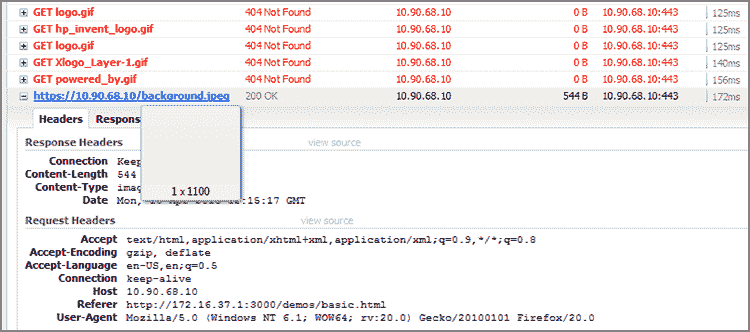 GET logo.gif 404 Not Found 10.90.68.10 0 B 10.90.68.10:443 125ms
GET hp_invent_logo.gif 404 Not Found 10.90.68.10 0 B 10.90.68.10:443 125ms
GET logo.gif 404 Not Found 10.90.68.10 0 B 10.90.68.10:443 125ms
GET Xlogo_Layer-1.gif 404 Not Found 10.90.68.10 0 B 10.90.68.10:443 140ms
GET powered_by.gif 404 Not Found 10.90.68.10 0 B 10.90.68.10:443 156ms
https://10.90.68.10/background.jpeg 200 OK 10.90.68.10 544 B 10.90.68.10:443 172ms
Headers Respons
Response Headers view source
Connection Keep
Content-Length 544
Content-Type imag
1 x 1100
Date Mon, 15:17 GMT
Request Headers view source
Accept text/html,application/xhtml+xml,application/xml;q=0.9,*/*;q=0.8
Accept-Encoding gzip, deflate
Accept-Language en-US,en;q=0.5
Connection keep-alive
Host 10.90.68.10
Referer http://172.16.37.1:3000/demos/basic.html
User-Agent Mozilla/5.0 (Windows NT 6.1; WOW64; rv:20.0) Gecko/20100101 Firefox/20.0